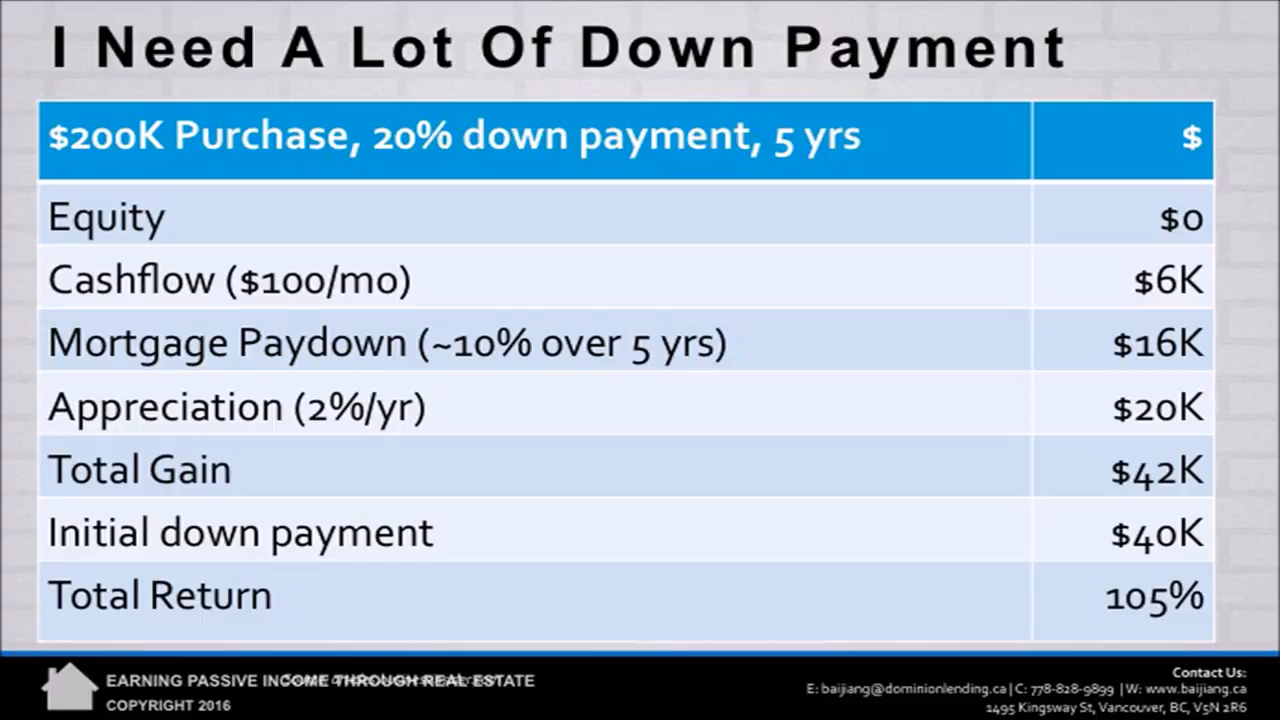 I Need A Lot Of Down Payment
$200K Purchase, 20% down payment, 5 yrs $
Equity $0
Cashflow ($100/mo) $6K
Mortgage Paydown (~10% over 5 yrs) $16K
Appreciation (2%/yr) $20K
Total Gain $42K
Initial down payment $40K
Total Return 105%
EARNING PASSIVE INCOME THROUGH REAL ESTATE
COPYRIGHT 2016
Contact Us:
E: baijiang@dominionlending.ca | C: 778-828-9899 | W: www.baijiang.ca
1495 Kingsway St, Vancouver, BC, V5N 2R6